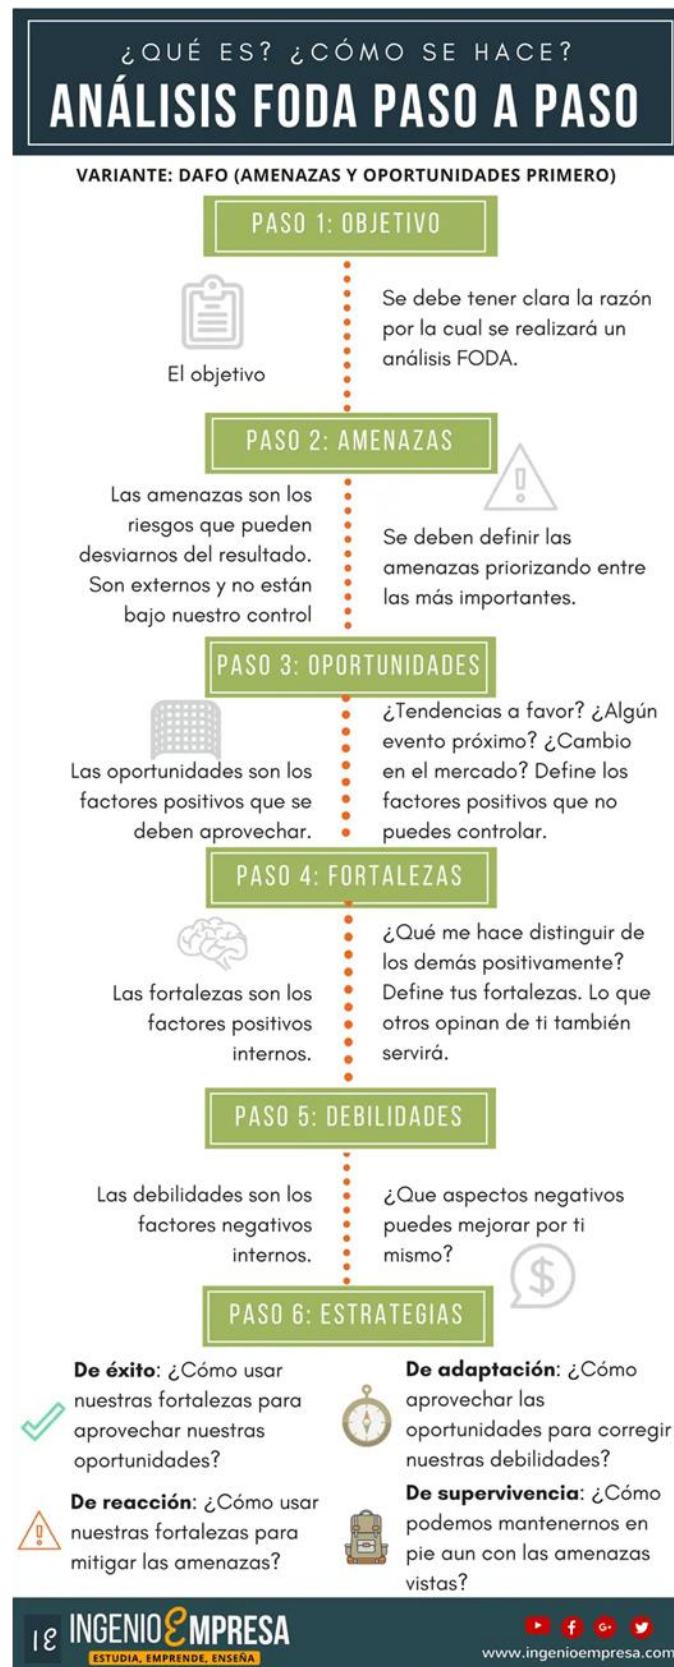 ¿QUÉ ES? ¿CÓMO SE HACE?
ANÁLISIS FODA PASO A PASO
VARIANTE: DAFO (AMENAZAS Y OPORTUNIDADES PRIMERO)
PASO 1: OBJETIVO
El objetivo
Se debe tener clara la razón
por la cual se realizará un
análisis FODA.
PASO 2: AMENAZAS
Las amenazas son los
riesgos que pueden
desviarnos del resultado.
Son externos y no están
bajo nuestro control
Se deben definir las
amenazas priorizando entre
las más importantes.
PASO 3: OPORTUNIDADES
Las oportunidades son los
factores positivos que se
deben aprovechar.
¿Tendencias a favor? ¿Algún
evento próximo? ¿Cambio
en el mercado? Define los
factores positivos que no
puedes controlar.
PASO 4: FORTALEZAS
Las fortalezas son los
factores positivos
internos.
¿Qué me hace distinguir de
los demás positivamente?
Define tus fortalezas. Lo que
otros opinan de ti también
servirá.
PASO 5: DEBILIDADES
Las debilidades son los
factores negativos
internos.
¿Que aspectos negativos
puedes mejorar por ti
mismo?
$
PASO 6: ESTRATEGIAS
De éxito: ¿Cómo usar
nuestras fortalezas para
aprovechar nuestras
oportunidades?
De adaptación: ¿Cómo
aprovechar las
oportunidades para corregir
nuestras debilidades?
De reacción: ¿Cómo usar
nuestras fortalezas para
mitigar las amenazas?
De supervivencia: ¿Cómo
podemos mantenernos en
pie aun con las amenazas
vistas?
IE INGENIO EMPRESA
ESTUDIA, EMPRENDE, ENSEÑA
www.ingenioempresa.com